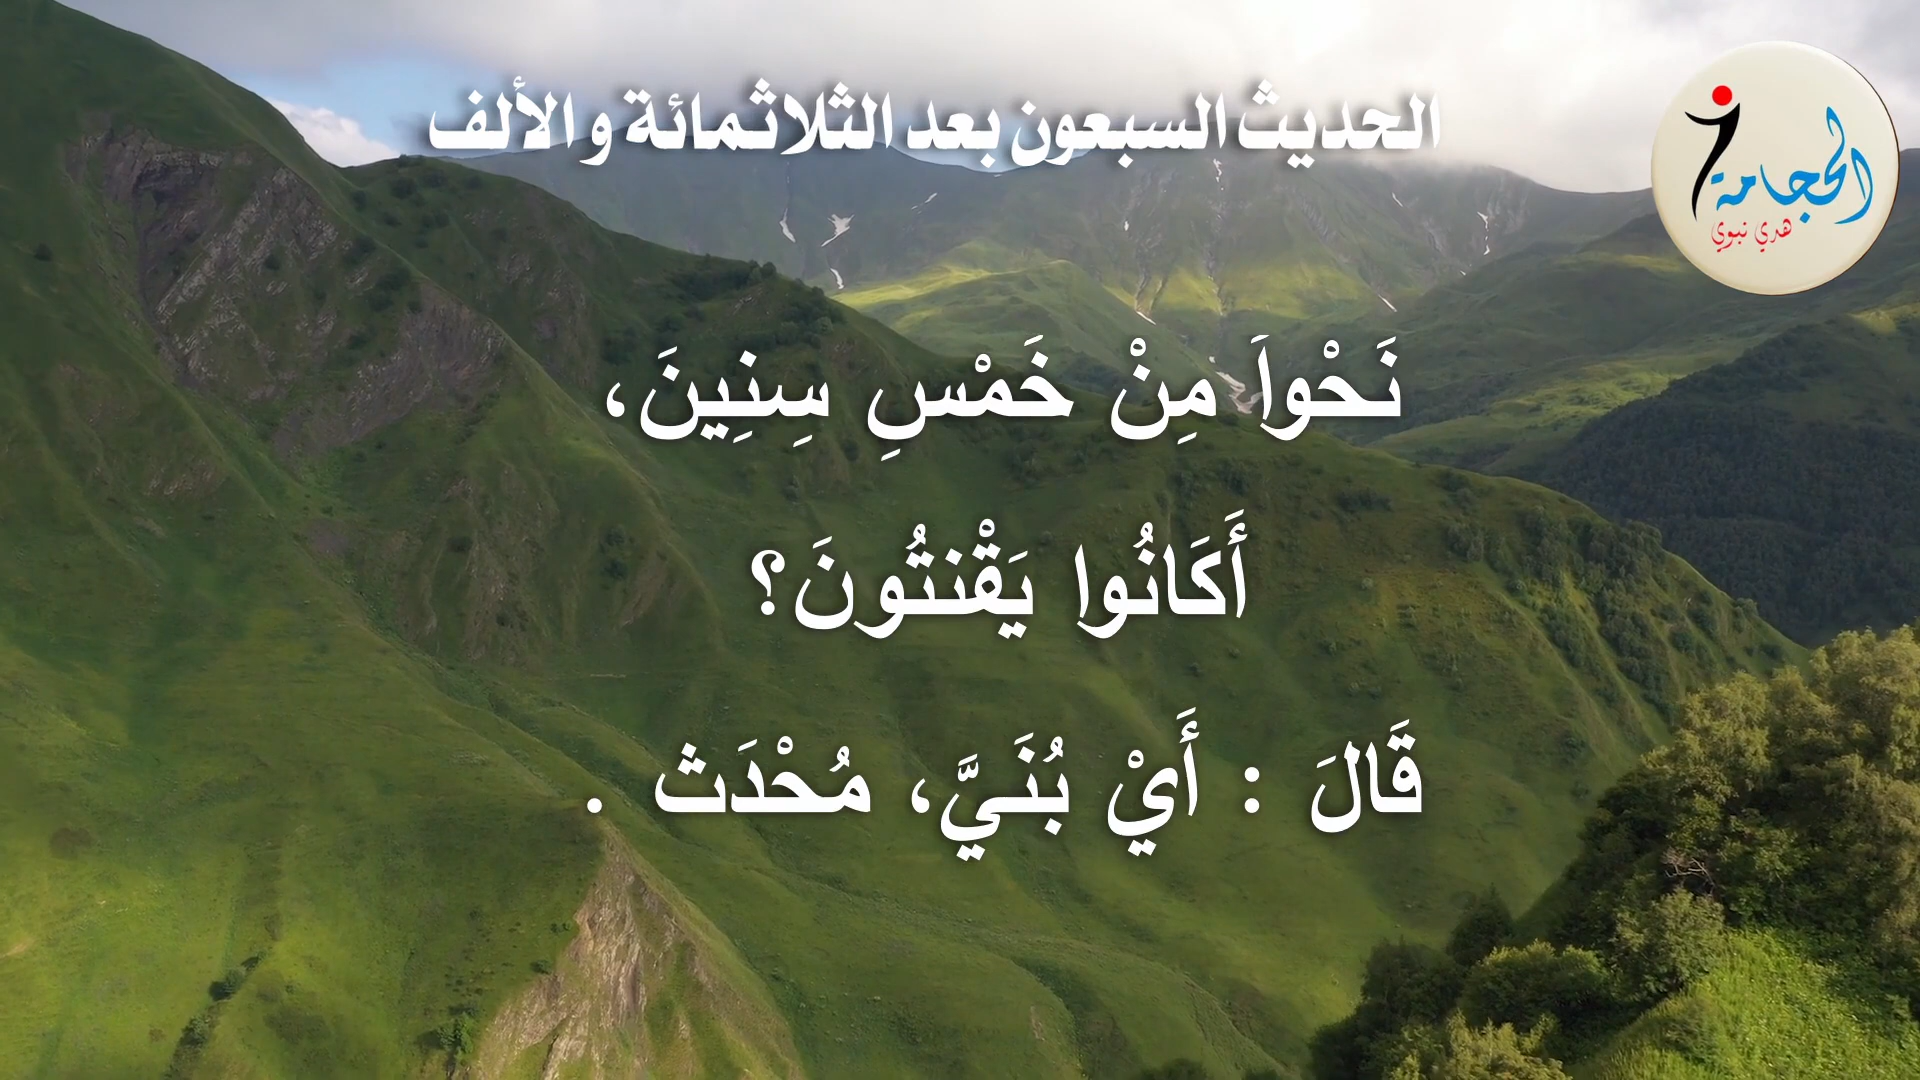 الحديث السبعون بعد الثلاثمائة و الألف
الحجامة
هدي نبوي
نَحْواَ مِنْ خَمْسِ سِنِينَ،
أَكَانُوا يَقْنتُونَ؟
قَالَ : أَيْ بُنَيَّ، مُحْدَث .